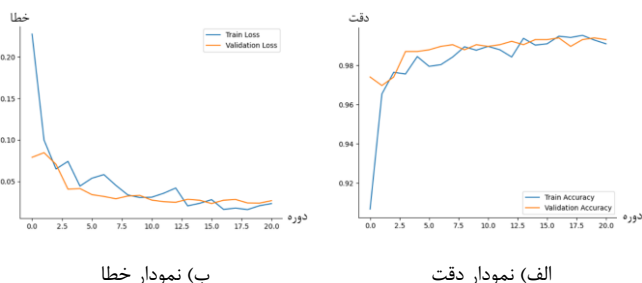 خطا
Train Loss
Validation Loss
0.20
0.15
0.10
0.05
0.0 2.5 5.0 7.5 10.0 12.5 15.0 17.5 20.0
دوره
ب) نمودار خطا
دقت
0.98
0.96
0.94
0.92
Train Accuracy
Validation Accuracy
0.0 2.5 5.0 7.5 10.0 12.5 15.0 17.5 20.0
دوره
الف) نمودار دقت